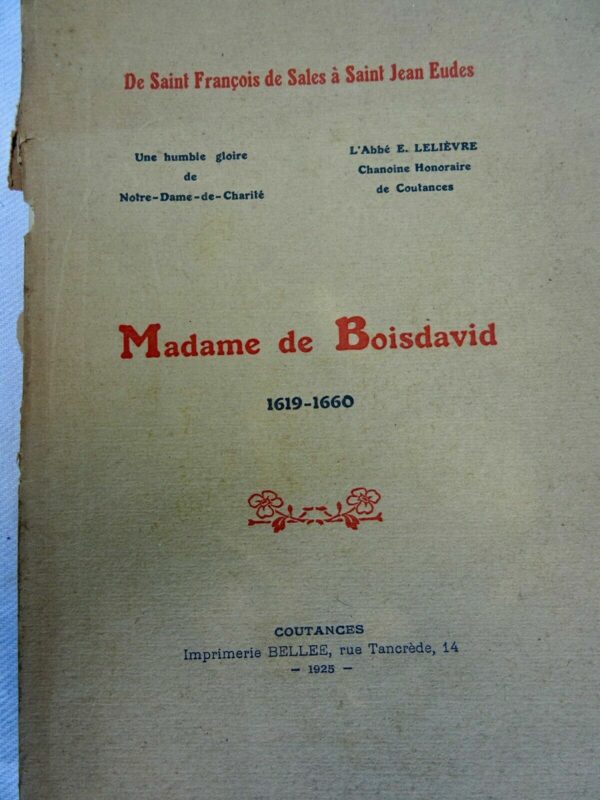 De Saint François de Sales à Saint Jean Eudes
Une humble gloire
de
Notre-Dame-de-Charité
L'Abbé E. LELIÈVRE
Chanoine Honoraire
de Coutances
Madame de Boisdavid
1619-1660
COUTANCES
Imprimerie BELLEE, rue Tancrède, 14
- 1925 -